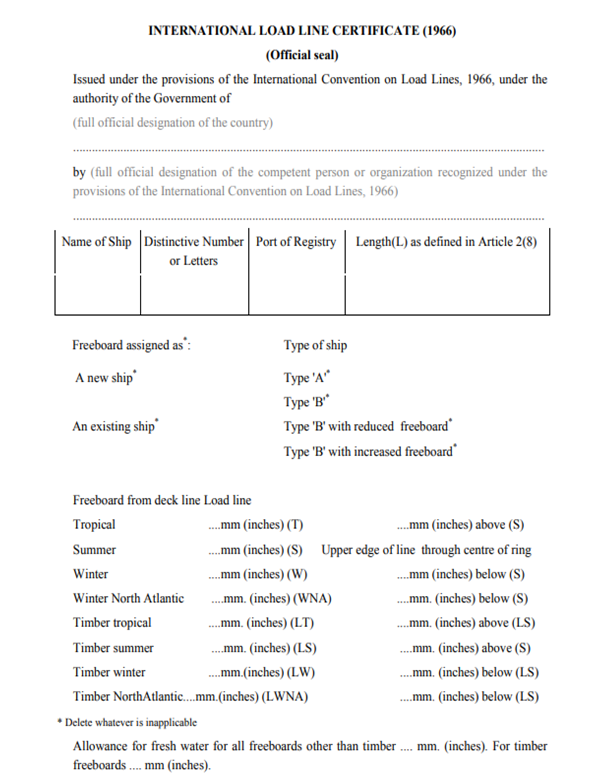 INTERNATIONAL LOAD LINE CERTIFICATE (1966)
(Official seal)
Issued under the provisions of the International Convention on Load Lines, 1966, under the
authority of the Government of
(full official designation of the country)
....................................................................................................................................................
by (full official designation of the competent person or organization recognized under the
provisions of the International Convention on Load Lines, 1966)
....................................................................................................................................................
Name of Ship Distinctive Number Port of Registry Length(L) as defined in Article 2(8)
or Letters
Freeboard assigned as*: Type of ship
A new ship* Type 'A'*
Type 'B'*
An existing ship* Type 'B' with reduced freeboard*
Type 'B' with increased freeboard*
Freeboard from deck line Load line
Tropical ....mm (inches) (T) ....mm (inches) above (S)
Summer ....mm (inches) (S) Upper edge of line through centre of ring
Winter ....mm (inches) (W) ....mm (inches) below (S)
Winter North Atlantic ....mm. (inches) (WNA) ....mm. (inches) below (S)
Timber tropical ....mm. (inches) (LT) ....mm. (inches) above (LS)
Timber summer ....mm. (inches) (LS) ....mm. (inches) above (S)
Timber winter ....mm.(inches) (LW) ....mm. (inches) below (LS)
Timber NorthAtlantic....mm.(inches) (LWNA) ....mm. (inches) below (LS)
* Delete whatever is inapplicable
Allowance for fresh water for all freeboards other than timber .... mm. (inches). For timber
freeboards .... mm (inches).